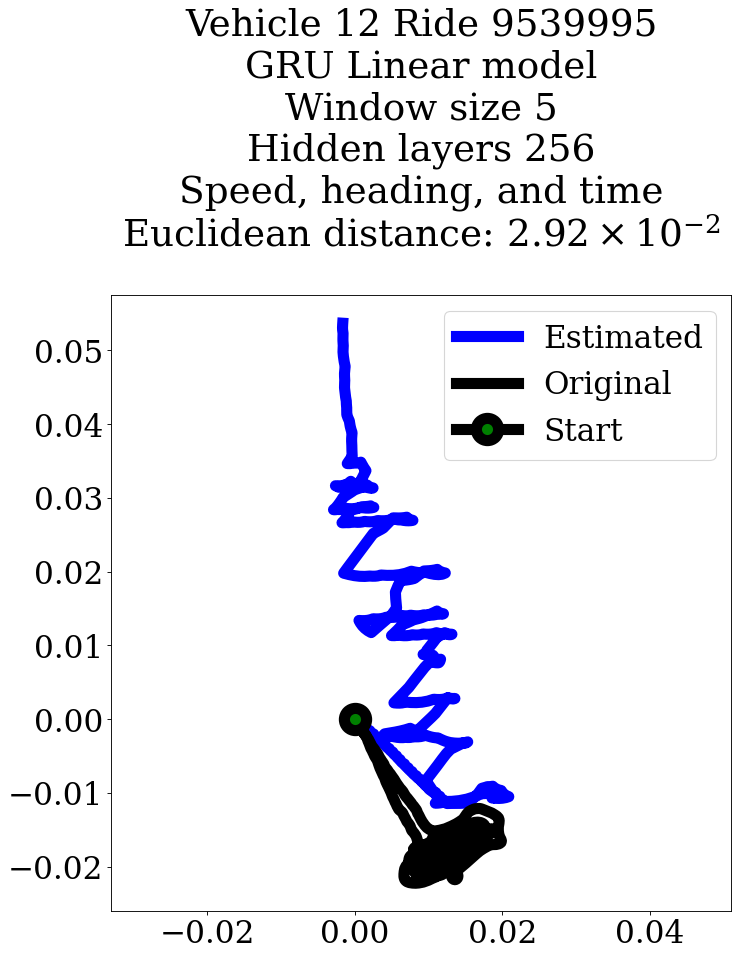 Vehicle 12 Ride 9539995
GRU Linear model
Window size 5
Hidden layers 256
Speed, heading, and time
Euclidean distance: 2.92 × 10⁻²
Estimated
Original
Start
0.05
0.04
0.03
0.02
0.01
0.00
−0.01
−0.02
−0.02 0.00 0.02 0.04